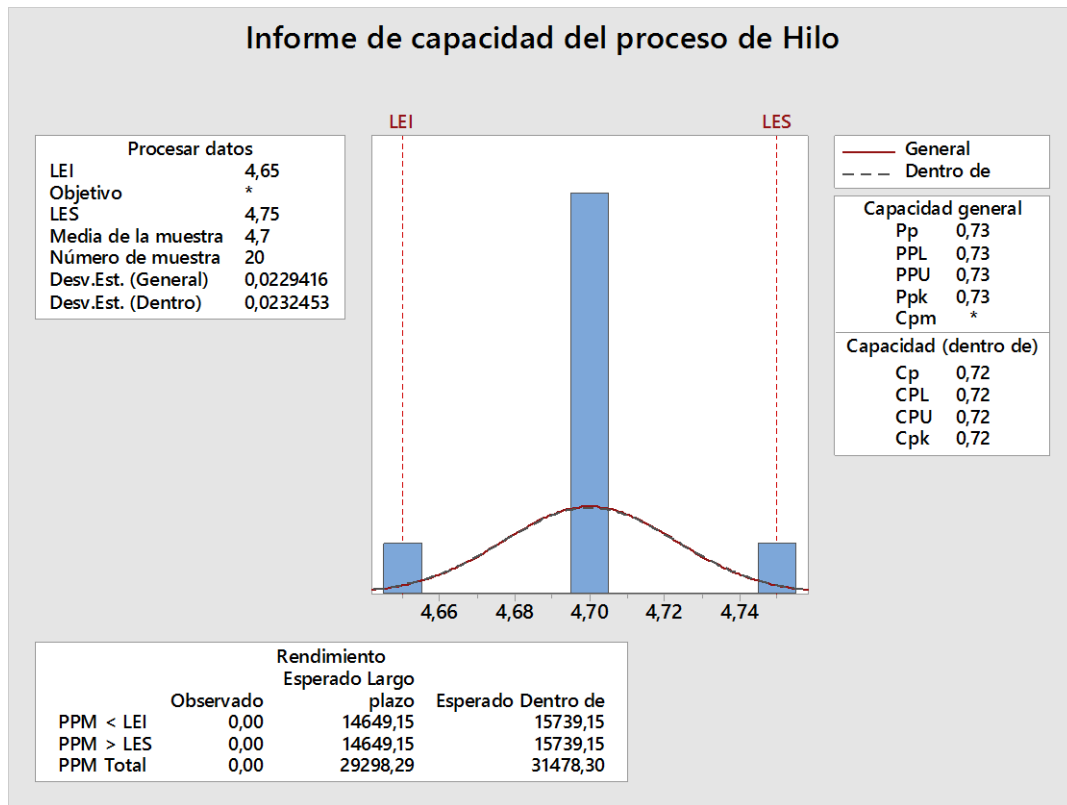 Informe de capacidad del proceso de Hilo
LEI LES
Procesar datos
LEI 4,65
Objetivo *
LES 4,75
Media de la muestra 4,7
Número de muestra 20
Desv.Est. (General) 0,0229416
Desv.Est. (Dentro) 0,0232453
General
Dentro de
Capacidad general
Pp 0,73
PPL 0,73
PPU 0,73
Ppk 0,73
Cpm *
Capacidad (dentro de)
Cp 0,72
CPL 0,72
CPU 0,72
Cpk 0,72
4,66 4,68 4,70 4,72 4,74
Rendimiento
Esperado Largo
Observado plazo Esperado Dentro de
PPM < LEI 0,00 14649,15 15739,15
PPM > LES 0,00 14649,15 15739,15
PPM Total 0,00 29298,29 31478,30